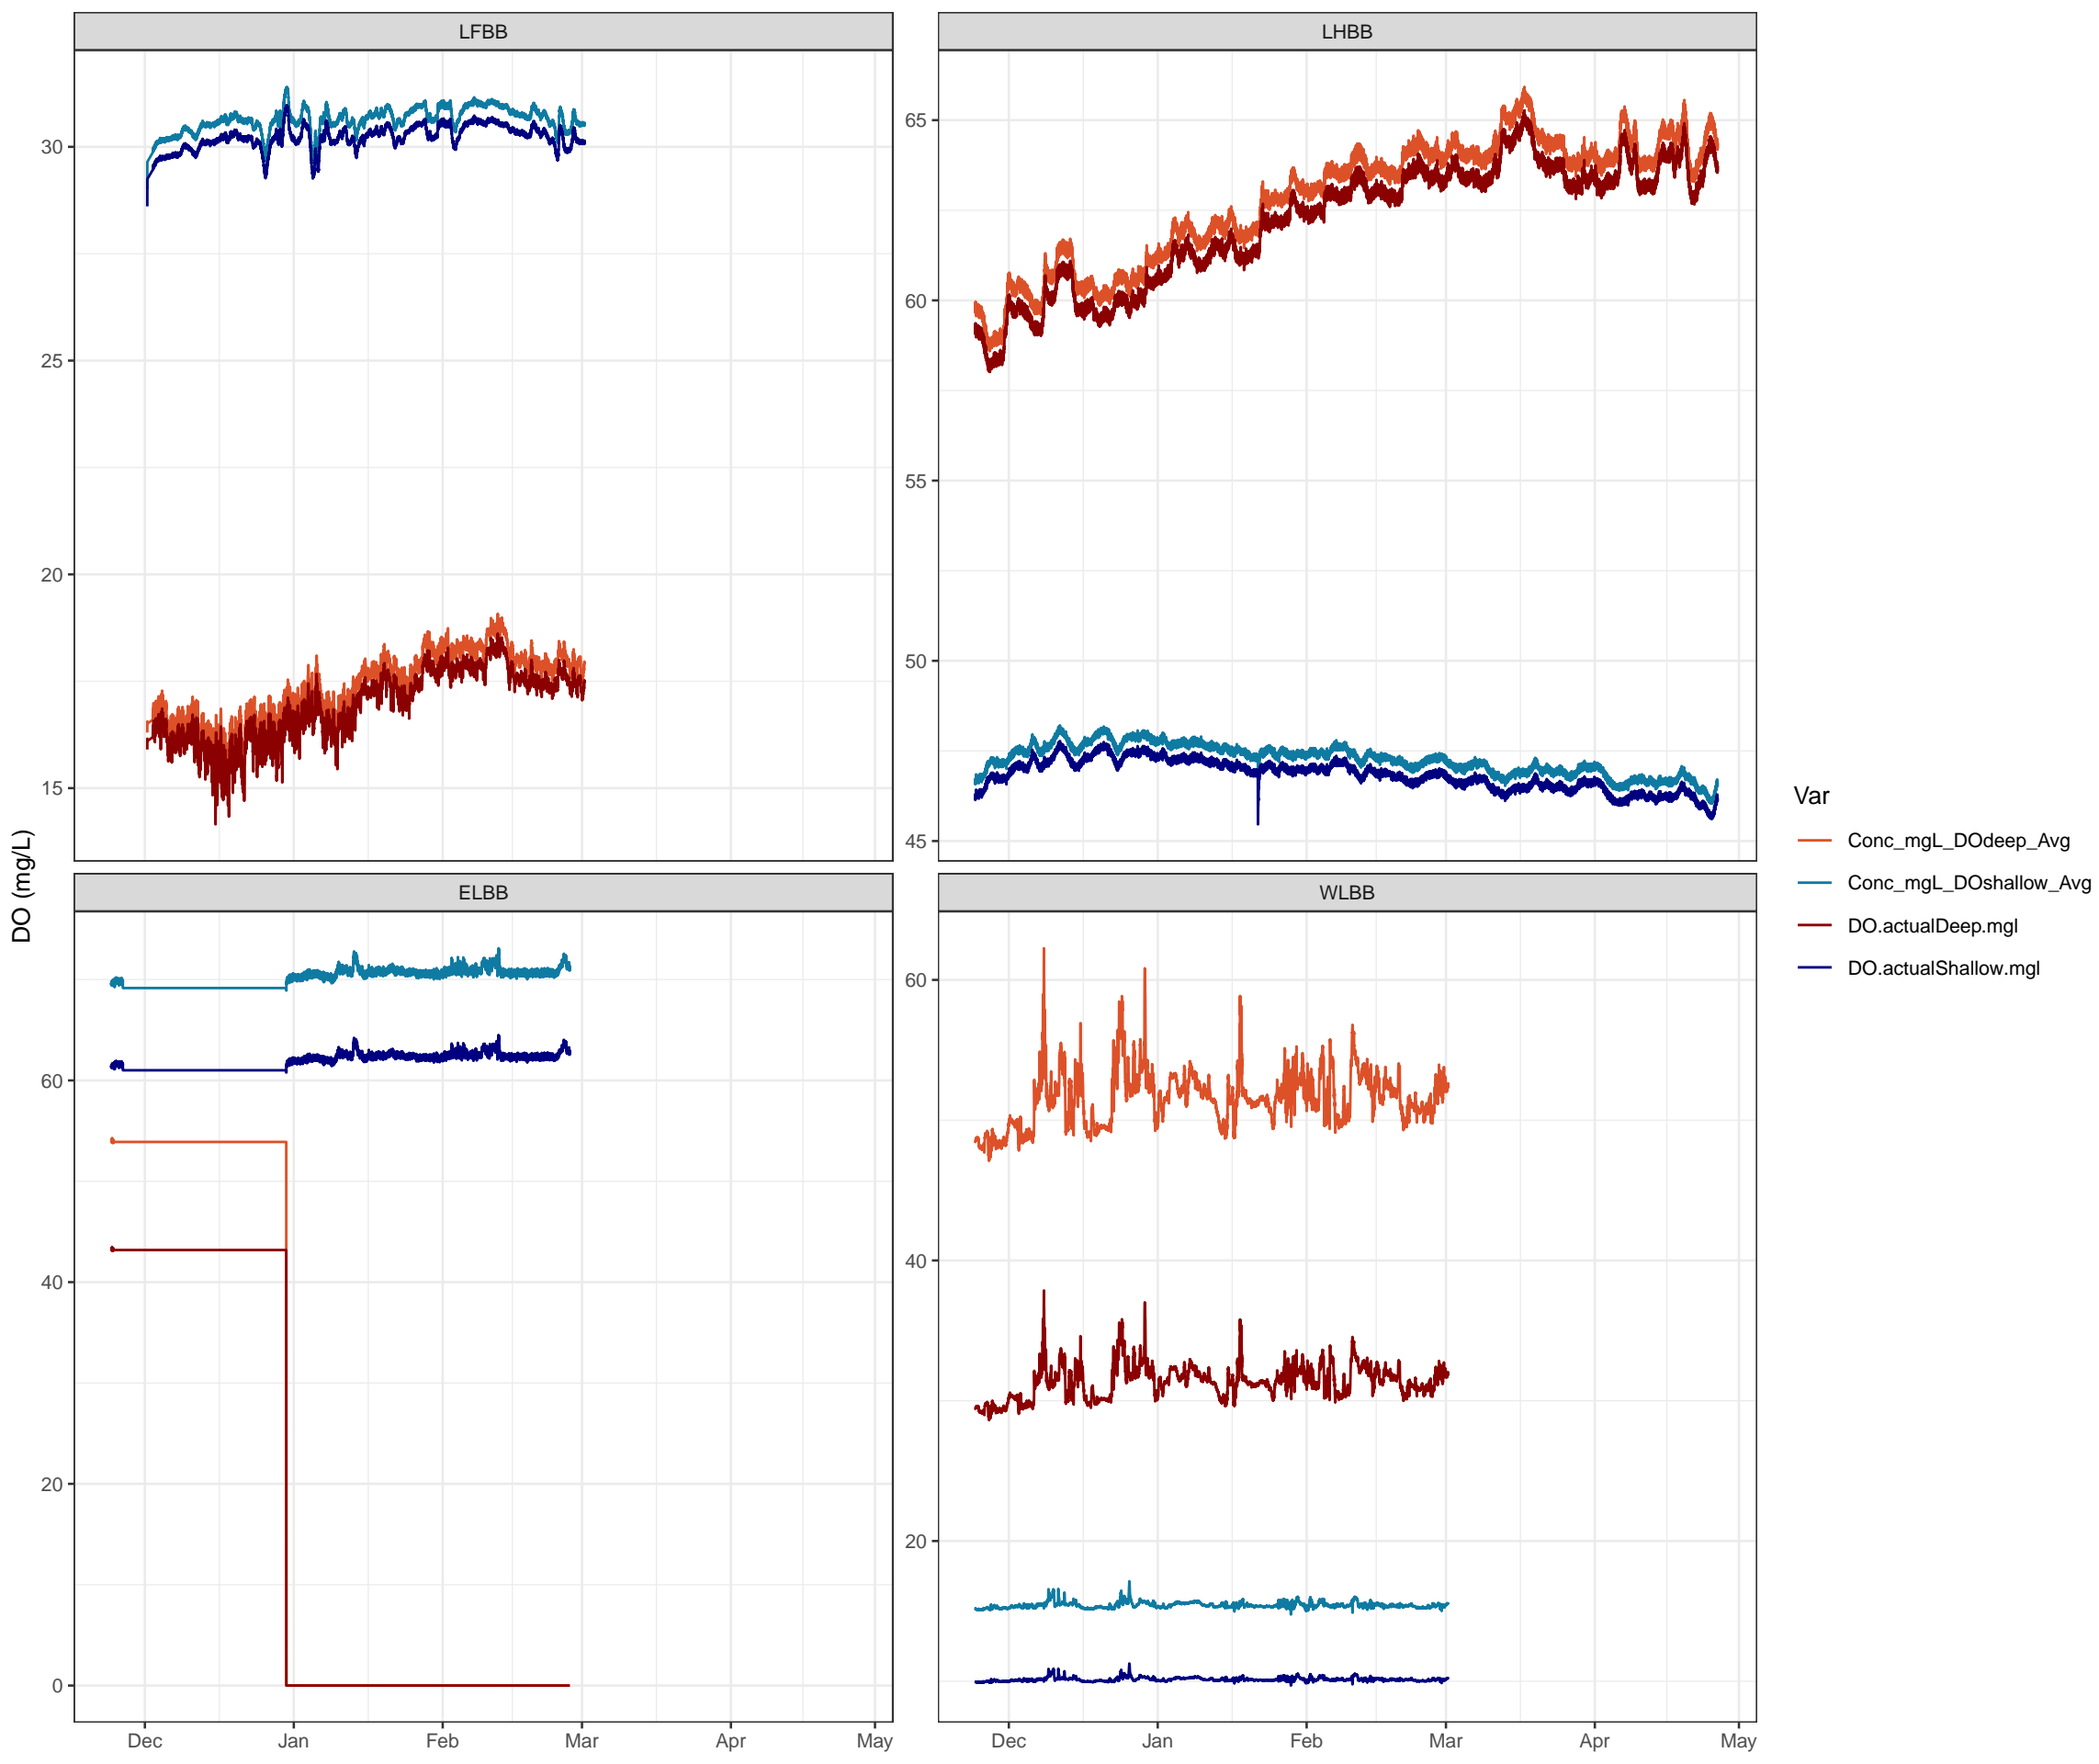 LFBB
LHBB
30
25
20
15
65
60
55
50
45
DO (mg/L)
ELBB
WLBB
60
40
20
0
60
40
20
Dec Jan Feb Mar Apr May
Dec Jan Feb Mar Apr May
Var
Conc_mgL_DOdeep_Avg
Conc_mgL_DOshallow_Avg
DO.actualDeep.mgl
DO.actualShallow.mgl